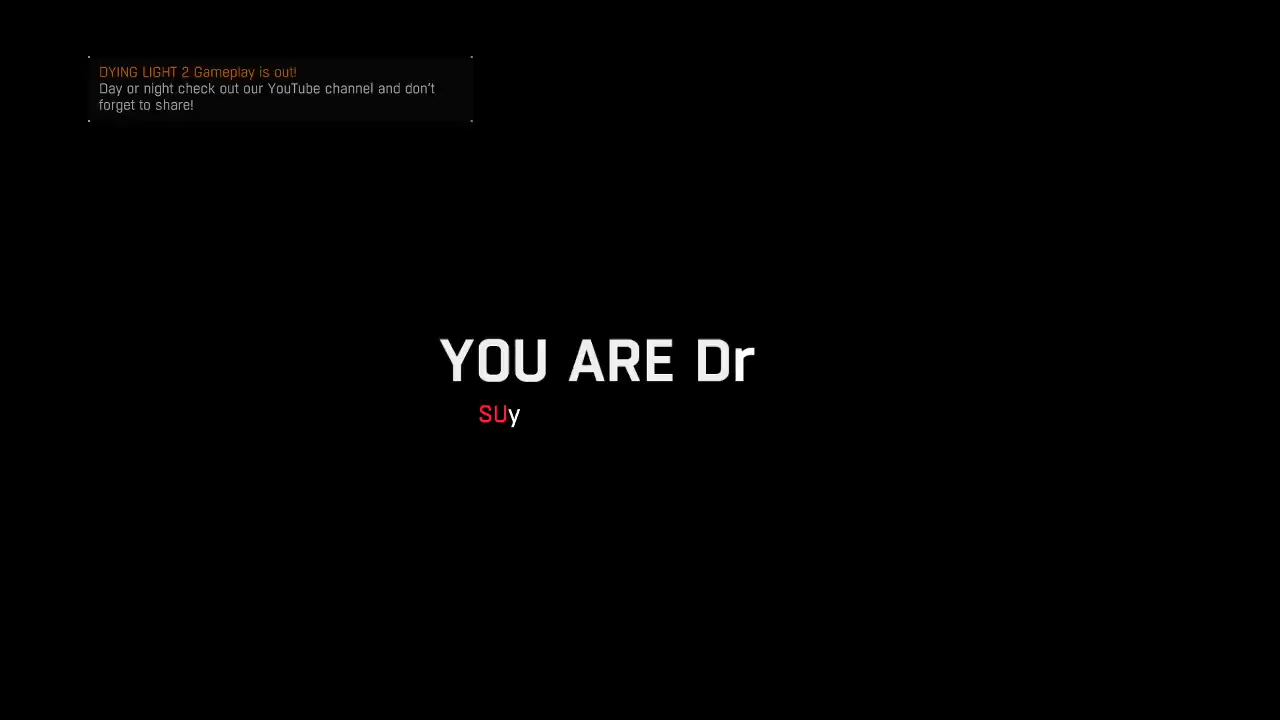 DYING LIGHT 2 Gameplay is out!
Day or night check out our YouTube channel and don't
forget to share!
YOU ARE Dr
SUy